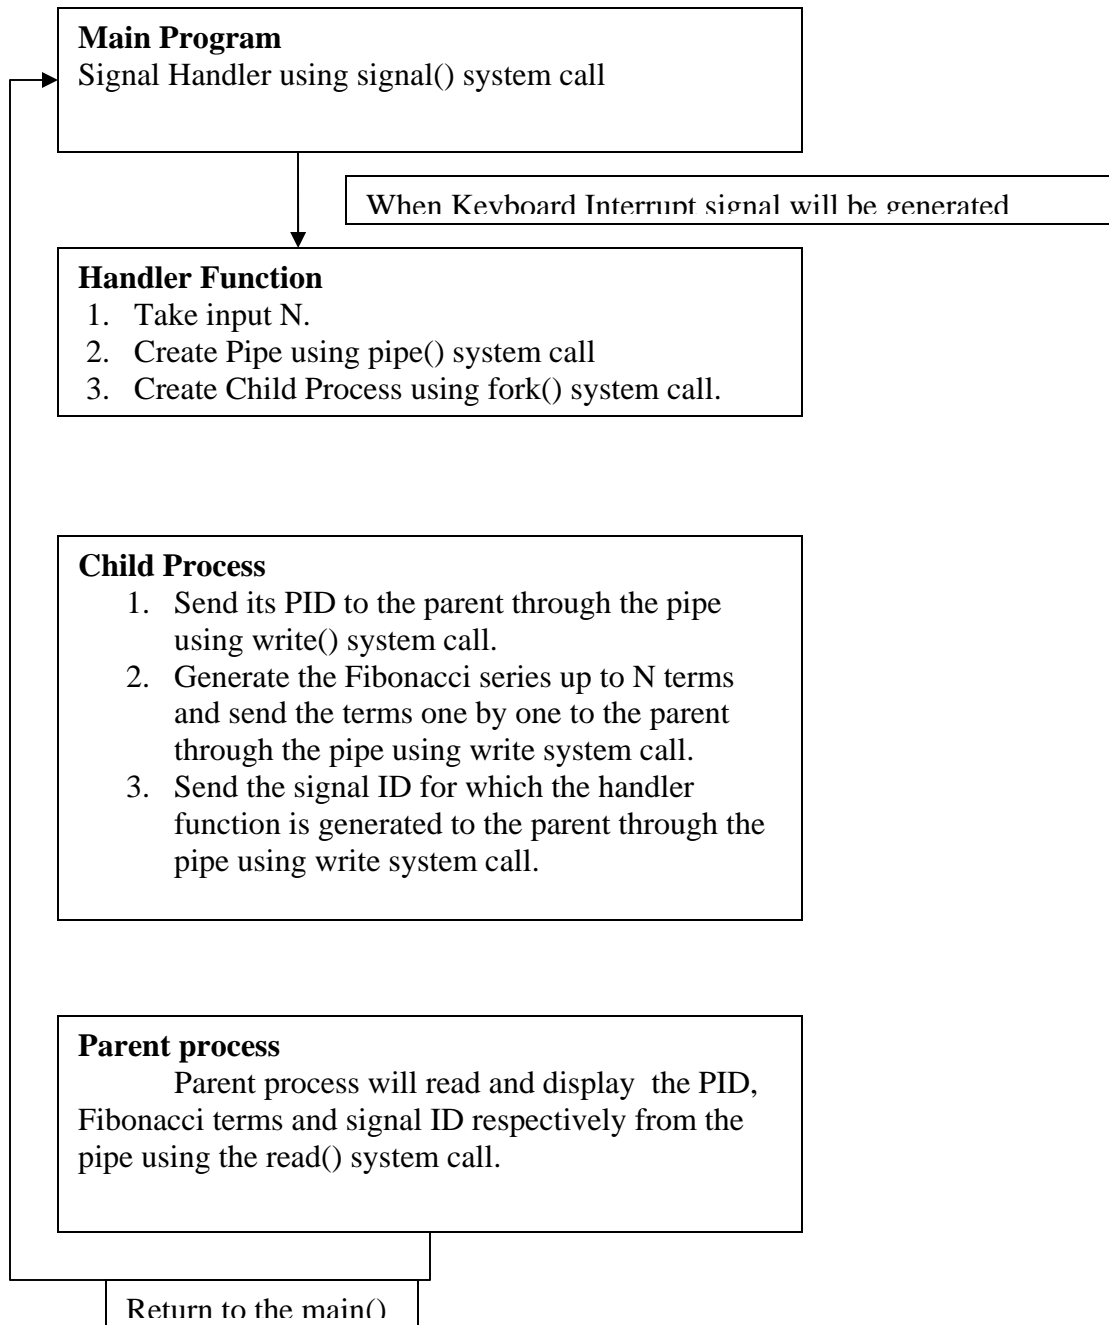 Main Program
Signal Handler using signal() system call
When Keyboard Interrupt signal will be generated
Handler Function
1. Take input N.
2. Create Pipe using pipe() system call
3. Create Child Process using fork() system call.
Child Process
1. Send its PID to the parent through the pipe
using write() system call.
2. Generate the Fibonacci series up to N terms
and send the terms one by one to the parent
through the pipe using write system call.
3. Send the signal ID for which the handler
function is generated to the parent through the
pipe using write system call.
Parent process
Parent process will read and display the PID,
Fibonacci terms and signal ID respectively from the
pipe using the read() system call.
Return to the main()